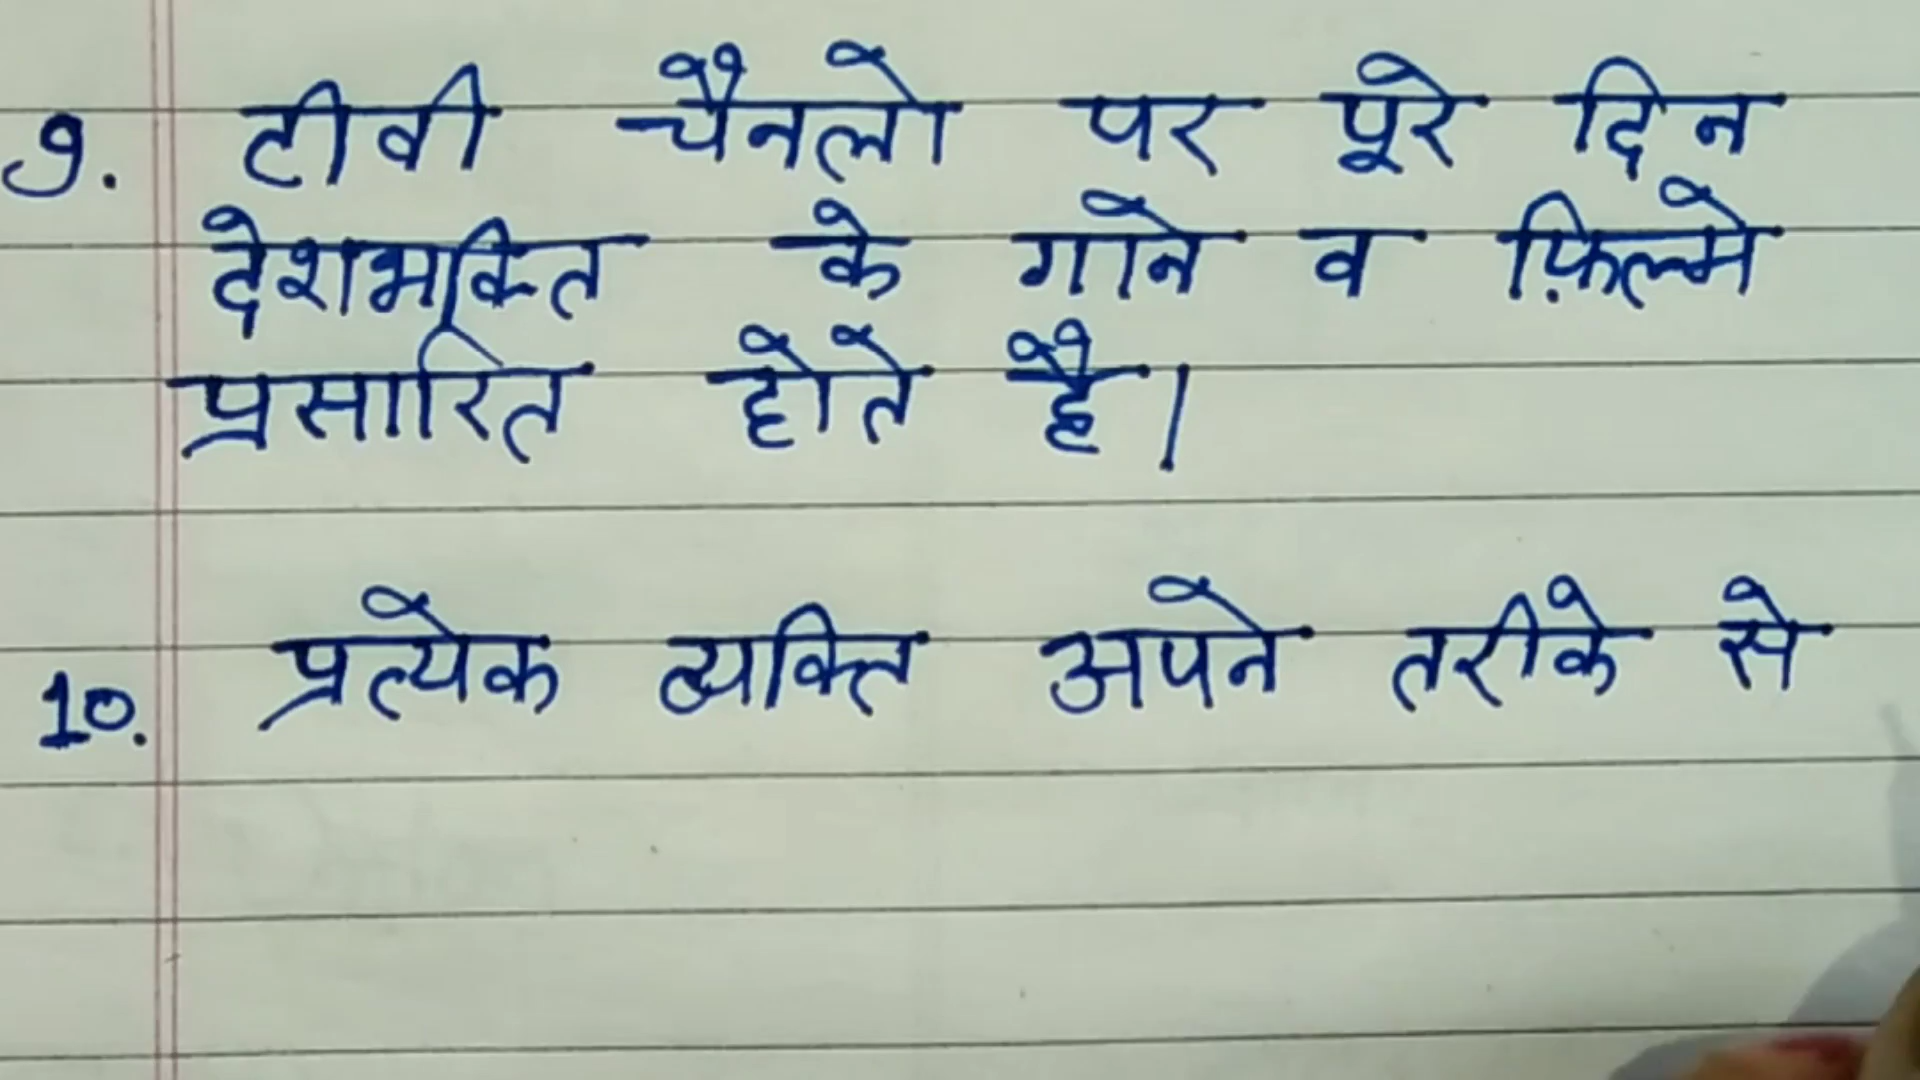 9. टीवी चैनलो पर पूरे दिन
देशभक्ति के गाने व फ़िल्मे
प्रसारित होते है।
10. प्रत्येक व्यक्ति अपने तरीके से